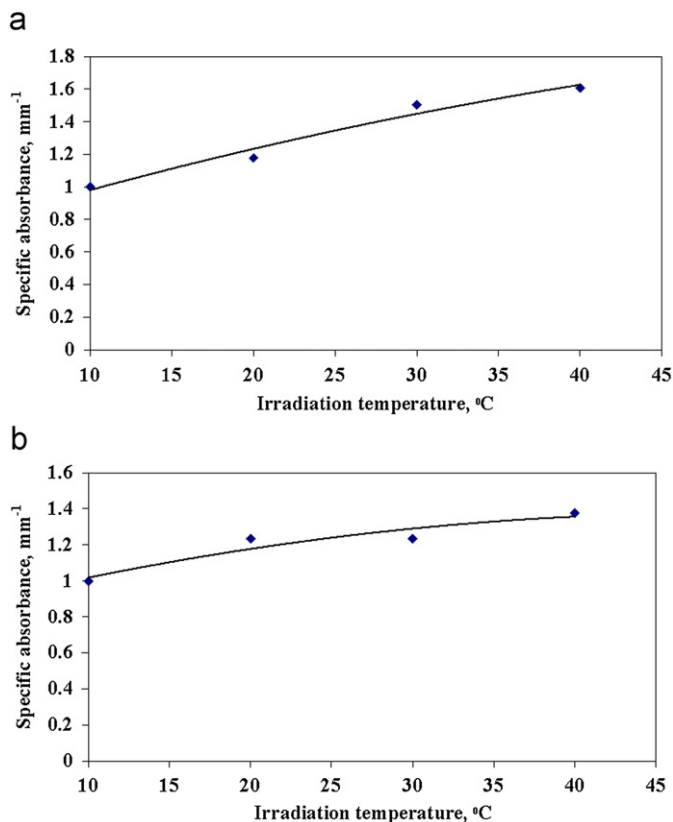 a
1.8
1.6
1.4
1.2
1
0.8
0.6
0.4
0.2
0
Specific absorbance, mm⁻¹
10 15 20 25 30 35 40 45
Irradiation temperature, ⁰C
b
1.6
1.4
1.2
1
0.8
0.6
0.4
0.2
0
Specific absorbance, mm⁻¹
10 15 20 25 30 35 40 45
Irradiation temperature, ⁰C